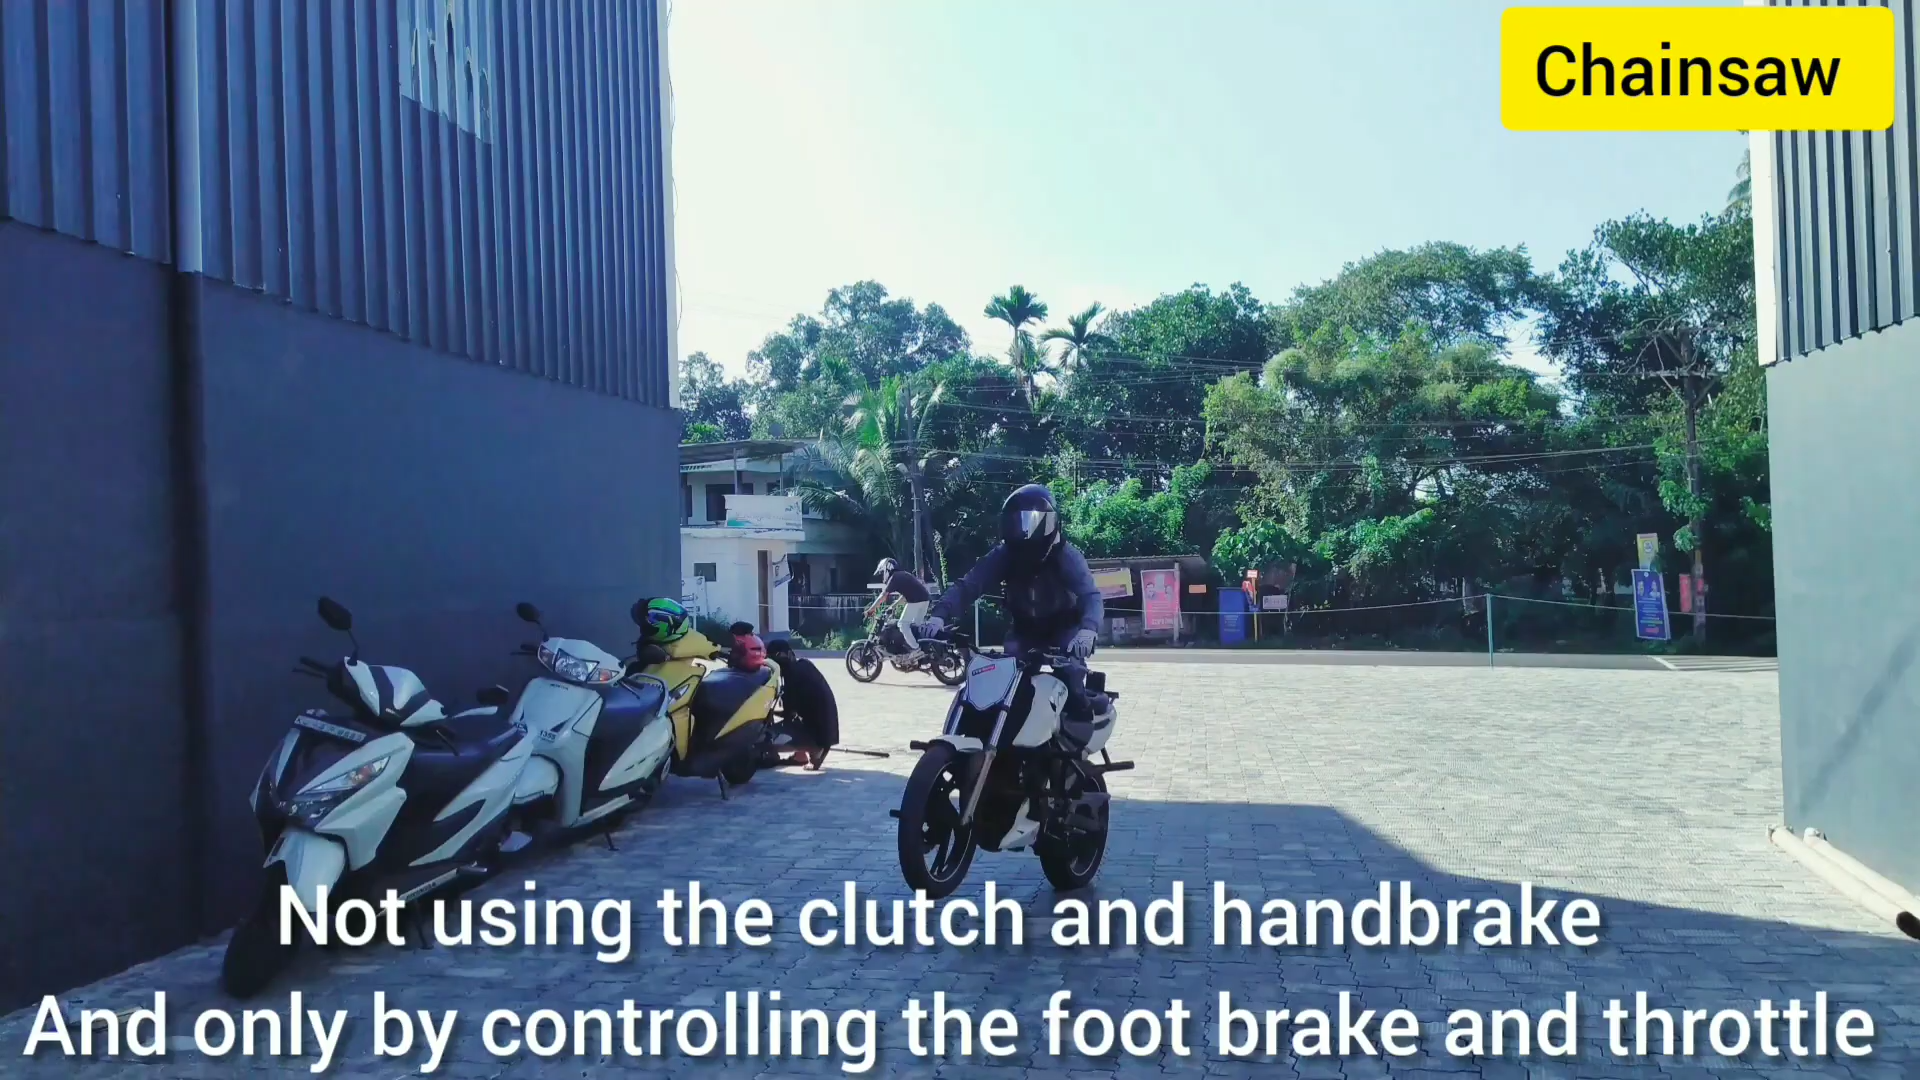 Chainsaw
Not using the clutch and handbrake
And only by controlling the foot brake and throttle